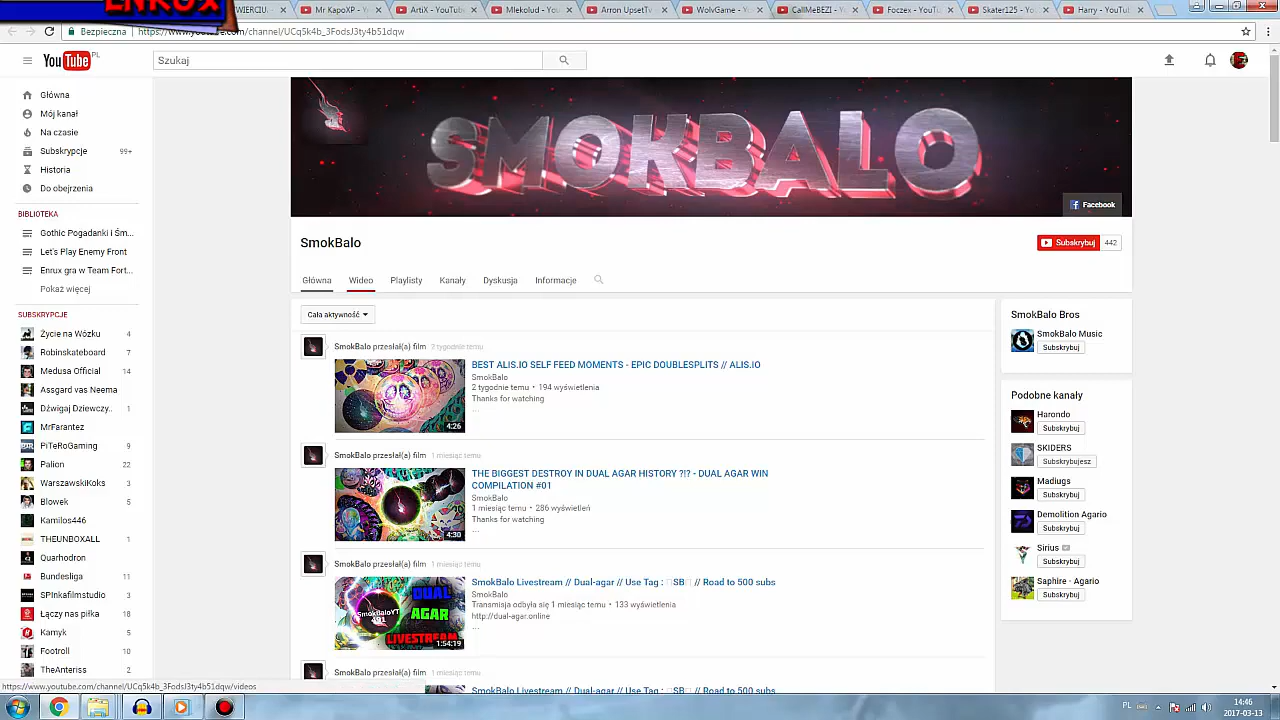 ENRUX
WIERCIU
Mr KapoXP - Y
ArtiX - YouTub
Mlekolud - You
Arron UpsetTv
WolvGame - Yo
CallMeBEZI - Y
Foczex - YouTu
Skater125 - Yo
Harry - YouTub
Bezpieczna
https://www.youtube.com/channel/UCq5k4b_3FodsJ3ty4b51dqw
YouTube PL
Szukaj
Główna
Mój kanał
Na czasie
Subskrypcje 99+
Historia
Do obejrzenia
BIBLIOTEKA
Gothic Pogadanki i Śm...
Let's Play Enemy Front
Enrux gra w Team Fort...
Pokaż więcej
SUBSKRYPCJE
Życie na Wózku 4
Robinskateboard 7
Medusa Official 14
Assgard vas Neema
Dźwigaj Dziewczy.. 1
MrFarantez
PiTeRoGaming 9
Palion 22
WarszawskiKoks 3
Blowek 5
Kamilos446
THEUNBOXALL 1
Quarhodron
Bundesliga 11
SPInkafilmstudio 3
Łączy nas piłka 18
Kamyk 5
Footroll 10
TheAnteriss 4
SMOKBALO
Facebook
SmokBalo
Subskrybuj 442
Główna Wideo Playlisty Kanały Dyskusja Informacje
Cała aktywność
SmokBalo przesłał(a) film 2 tygodnie temu
4:26
BEST ALIS.IO SELF FEED MOMENTS - EPIC DOUBLESPLITS // ALIS.IO
SmokBalo
2 tygodnie temu • 194 wyświetlenia
Thanks for watching
...
SmokBalo przesłał(a) film 1 miesiąc temu
4:30
THE BIGGEST DESTROY IN DUAL AGAR HISTORY ?!? - DUAL AGAR WIN
COMPILATION #01
SmokBalo
1 miesiąc temu • 286 wyświetleń
Thanks for watching
...
SmokBalo przesłał(a) film 1 miesiąc temu
SmokBaloYT
491
DUAL
AGAR
LIVESTREAM
1:54:19
SmokBalo Livestream // Dual-agar // Use Tag : SB // Road to 500 subs
SmokBalo
Transmisja odbyła się 1 miesiąc temu • 133 wyświetlenia
http://dual-agar.online
...
SmokBalo przesłał(a) film 1 miesiąc temu
SmokBalo Livestream // Dual-agar // Use Tag : SB // Road to 500 subs
SmokBalo Bros
SmokBalo Music
Subskrybuj
Podobne kanały
Harondo
Subskrybuj
SKIDERS
Subskrybujesz
Madiugs
Subskrybuj
Demolition Agario
Subskrybuj
Sirius
Subskrybuj
Saphire - Agario
Subskrybuj
https://www.youtube.com/channel/UCq5k4b_3FodsJ3ty4b51dqw/videos
PL
14:46
2017-03-13